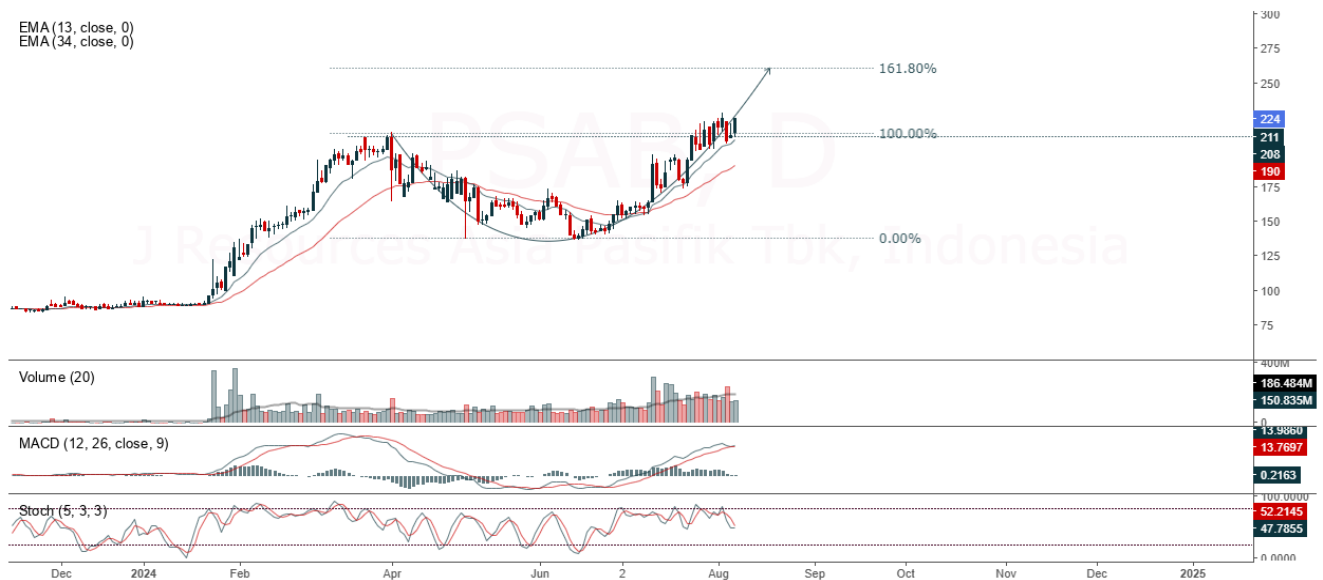 EMA (13, close, 0)
EMA (34, close, 0)
300
275
161.80%
250
224
100.00%
211
208
190
175
150
0.00%
125
100
75
PSAB, D
J Resources Asia Pasifik Tbk, Indonesia
Volume (20)
400M
186.484M
150.835M
0
MACD (12, 26, close, 9)
13.9860
13.7697
0.2163
Stoch (5, 3, 3)
100.0000
52.2145
47.7855
0.0000
Dec 2024 Feb Apr Jun 2 Aug Sep Oct Nov Dec 2025